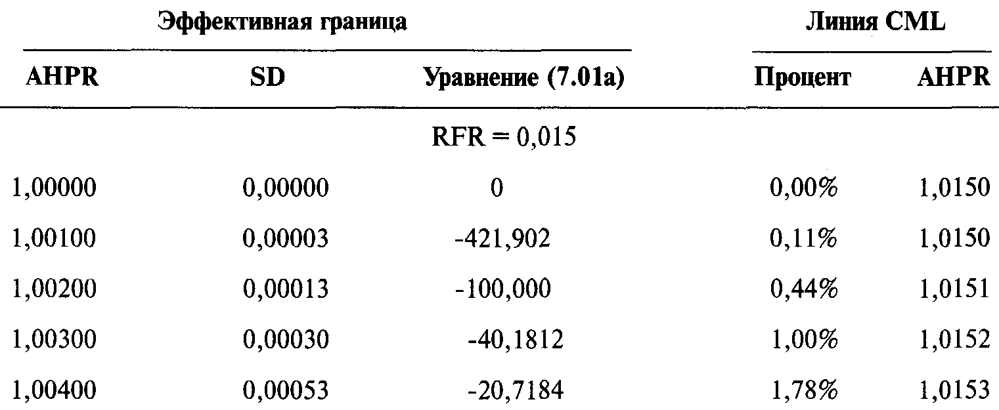 Эффективная граница Линия CML
AHPR SD Уравнение (7.01a) Процент AHPR
RFR = 0,015
1,00000 0,00000 0 0,00% 1,0150
1,00100 0,00003 -421,902 0,11% 1,0150
1,00200 0,00013 -100,000 0,44% 1,0151
1,00300 0,00030 -40,1812 1,00% 1,0152
1,00400 0,00053 -20,7184 1,78% 1,0153